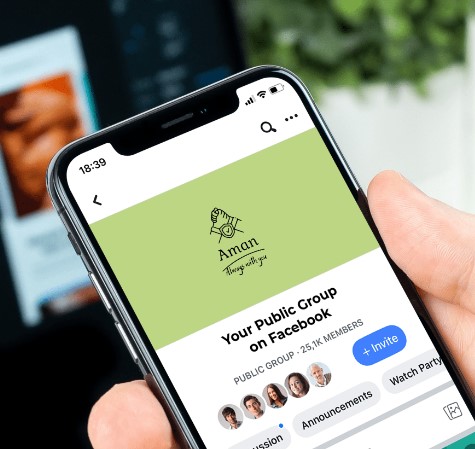 18:39
Aman
Always with you
Your Public Group
on Facebook
PUBLIC GROUP · 25,1K MEMBERS
+ Invite
ussion
Announcements
Watch Party